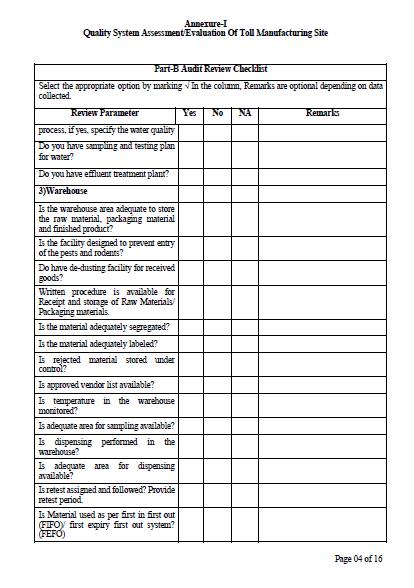 Annexure-I
Quality System Assessment/Evaluation Of Toll Manufacturing Site
Part-B Audit Review Checklist
Select the appropriate option by marking √ In the column, Remarks are optional depending on data
collected.
Review Parameter Yes No NA Remarks
process, if yes, specify the water quality
Do you have sampling and testing plan
for water?
Do you have effluent treatment plant?
3)Warehouse
Is the warehouse area adequate to store
the raw material, packaging material
and finished product?
Is the facility designed to prevent entry
of the pests and rodents?
Do have de-dusting facility for received
goods?
Written procedure is available for
Receipt and storage of Raw Materials/
Packaging materials.
Is the material adequately segregated?
Is the material adequately labeled?
Is rejected material stored under
control?
Is approved vendor list available?
Is temperature in the warehouse
monitored?
Is adequate area for sampling available?
Is dispensing performed in the
warehouse?
Is adequate area for dispensing
available?
Is retest assigned and followed? Provide
retest period.
Is Material used as per first in first out
(FIFO)/ first expiry first out system?
(FEFO)
Page 04 of 16